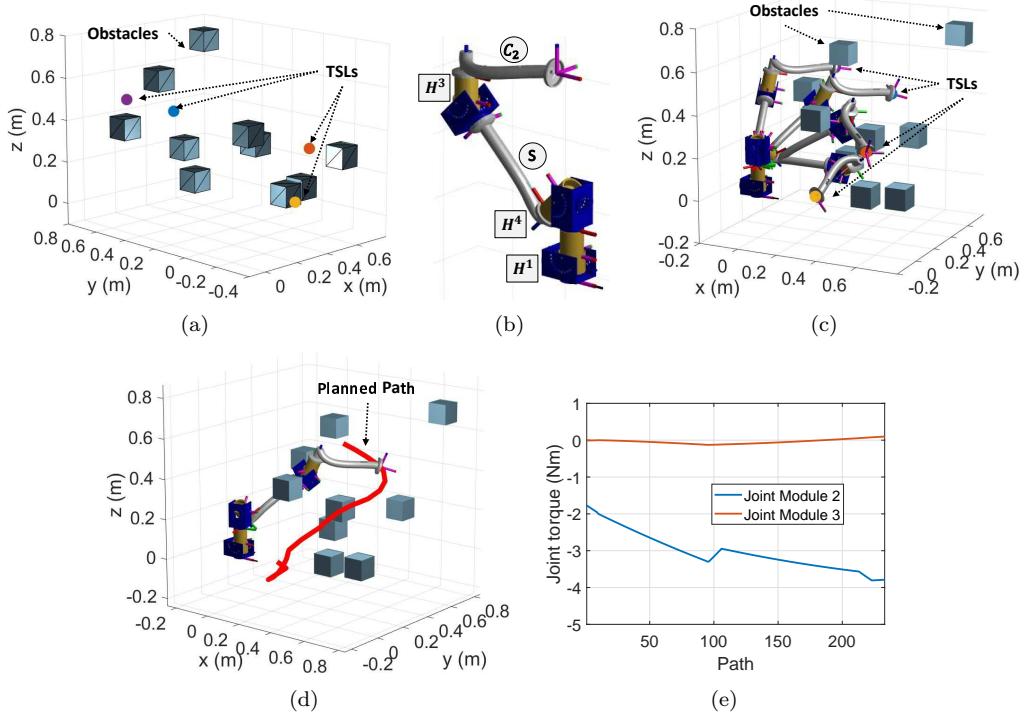 Obstacles
TSLs
z (m)
0.8
0.6
0.4
0.2
0
0.8
0.6
0.4
0.2
0
-0.2
-0.4
y (m)
0
0.2
0.4
0.6
x (m)
(a)
C₂
H³
S
H⁴
H¹
(b)
Obstacles
TSLs
z (m)
0.8
0.6
0.4
0.2
0
-0.2
-0.2
0
0.2
0.4
0.6
x (m)
-0.2
0
0.2
0.4
0.6
y (m)
(c)
Planned Path
z (m)
0.8
0.6
0.4
0.2
0
-0.2
-0.2
0
0.2
0.4
0.6
0.8
x (m)
-0.2
0
0.2
0.4
0.6
0.8
y (m)
(d)
Joint torque (Nm)
1
0
-1
-2
-3
-4
-5
Joint Module 2
Joint Module 3
50
100
150
200
Path
(e)